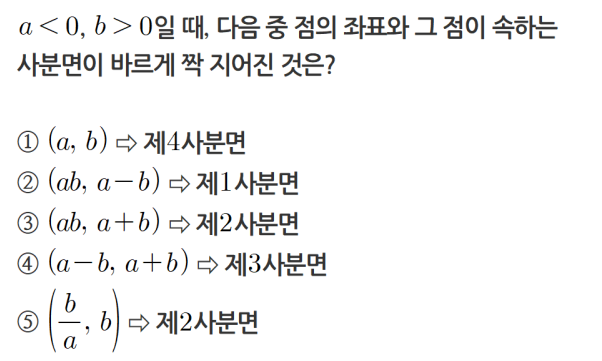 a < 0, b > 0일 때, 다음 중 점의 좌표와 그 점이 속하는
사분면이 바르게 짝 지어진 것은?
① (a, b) ⇨ 제4사분면
② (ab, a-b) ⇨ 제1사분면
③ (ab, a+b) ⇨ 제2사분면
④ (a-b, a+b) ⇨ 제3사분면
⑤ (b/a, b) ⇨ 제2사분면